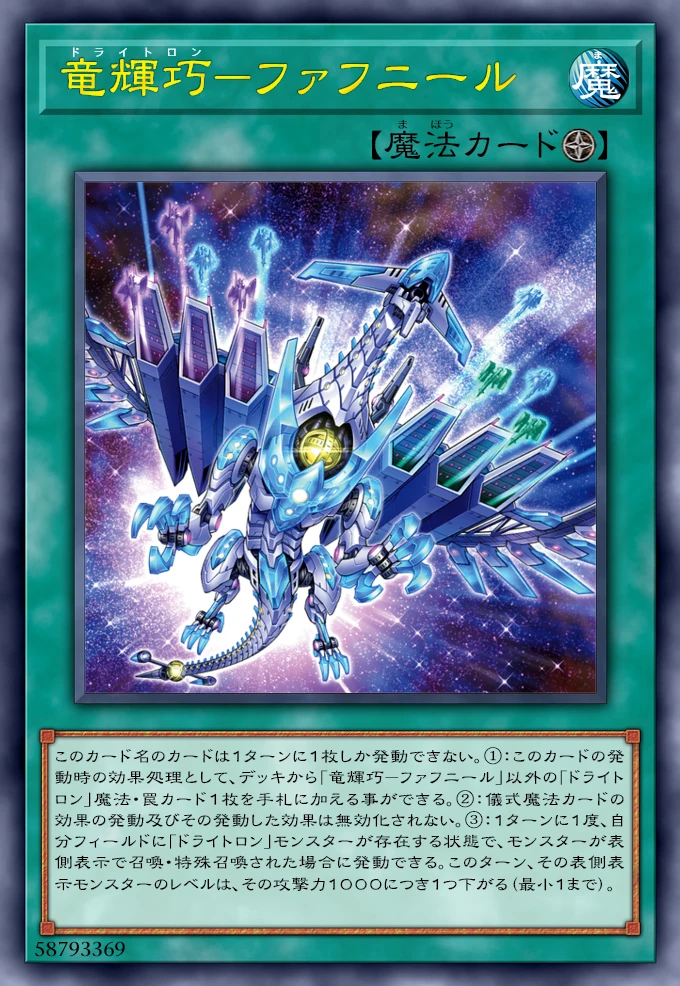 ドライトロン
竜輝巧－ファフニール
ま
魔
ま ほう
【魔法カード】
このカード名のカードは１ターンに１枚しか発動できない。①：このカードの発
動時の効果処理として、デッキから「竜輝巧－ファフニール」以外の「ドライト
ロン」魔法・罠カード１枚を手札に加える事ができる。②：儀式魔法カードの
効果の発動及びその発動した効果は無効化されない。③：１ターンに１度、自
分フィールドに「ドライトロン」モンスターが存在する状態で、モンスターが表
側表示で召喚・特殊召喚された場合に発動できる。このターン、その表側表
示モンスターのレベルは、その攻撃力１０００につき１つ下がる（最小１まで）。
58793369